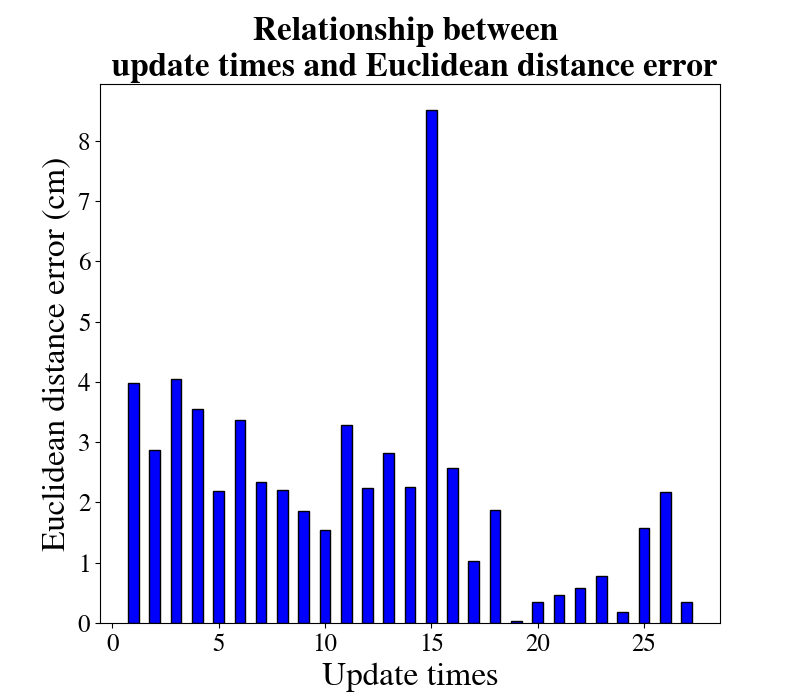 Relationship between
update times and Euclidean distance error
Euclidean distance error (cm)
8
7
6
5
4
3
2
1
0
0 5 10 15 20 25
Update times